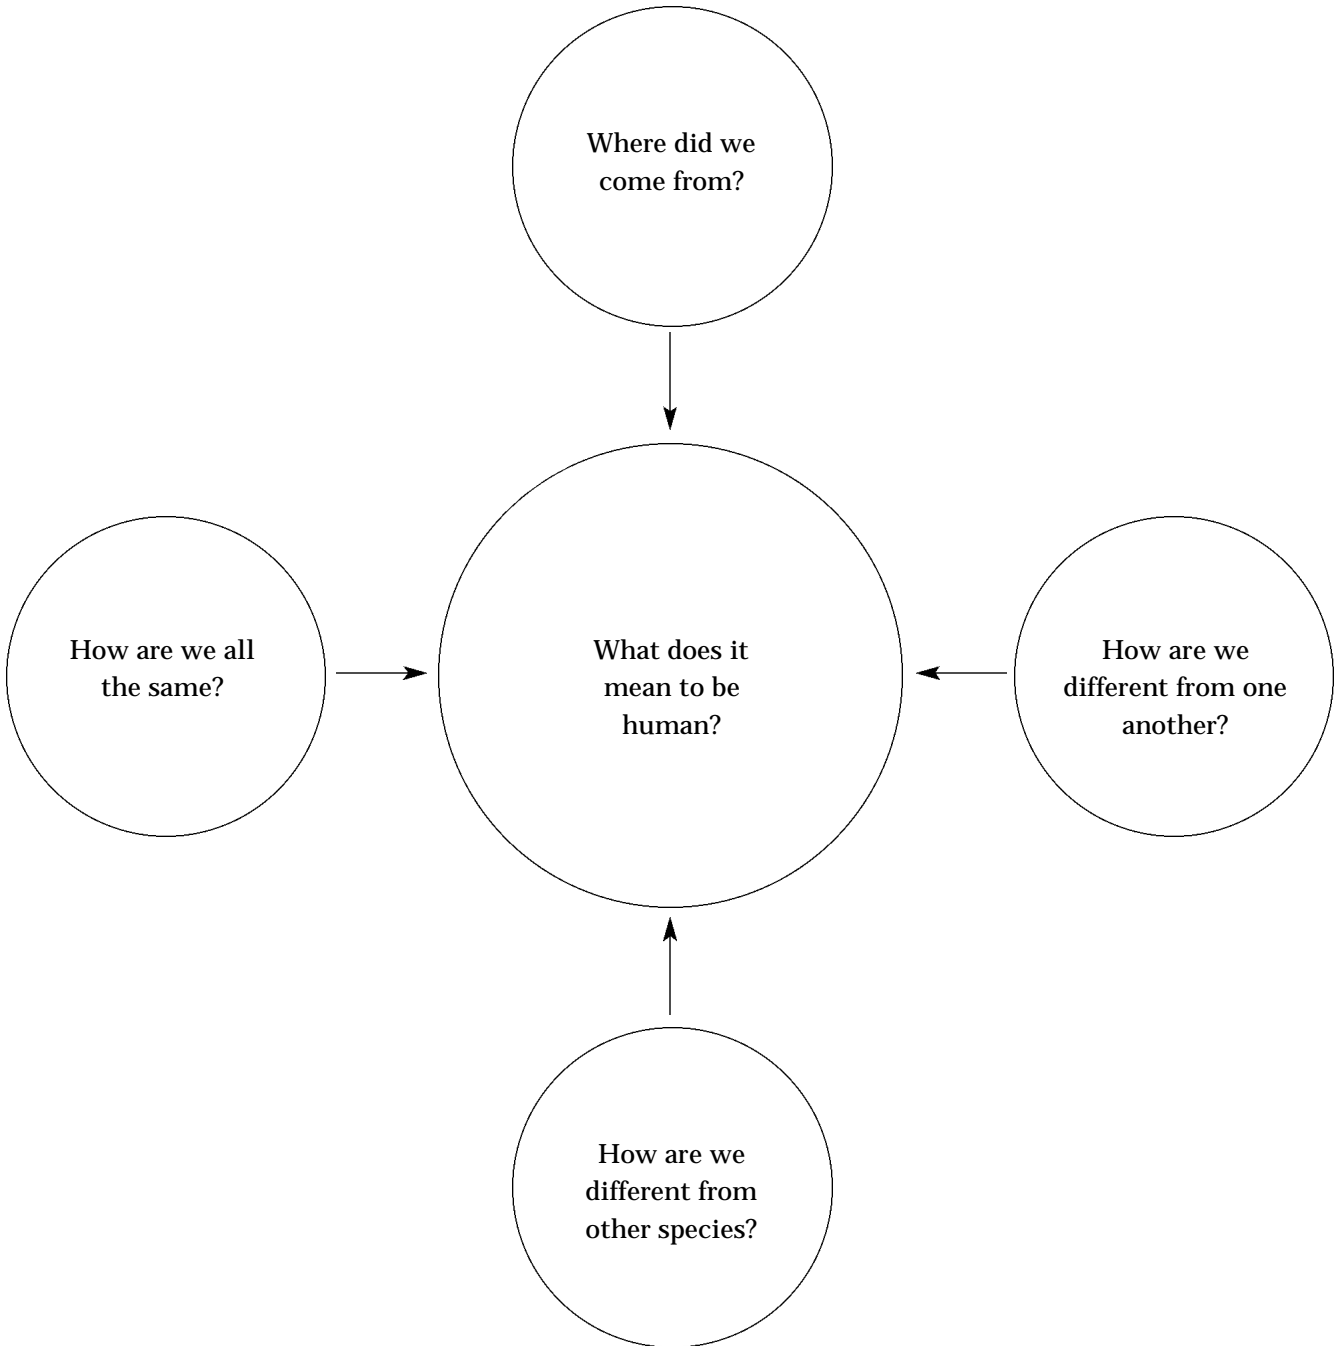 Where did we
come from?
How are we all
the same?
What does it
mean to be
human?
How are we
different from one
another?
How are we
different from
other species?